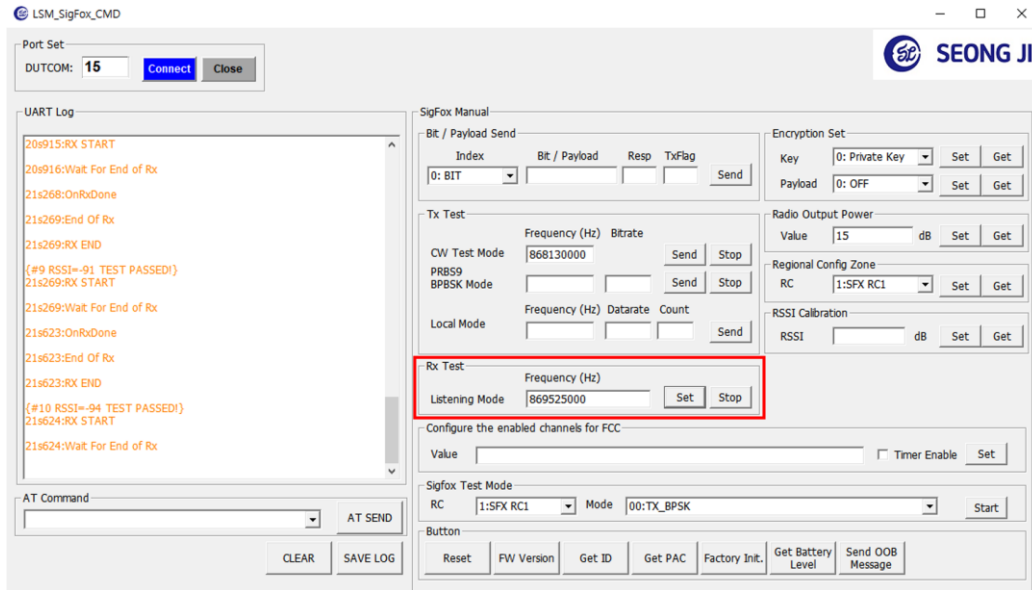 LSM_SigFox_CMD
Port Set
DUTCOM: 15 Connect Close
SEONG JI
UART Log
20s915:RX START
20s916:Wait For End of Rx
21s268:OnRxDone
21s269:End Of Rx
21s269:RX END
{#9 RSSI=-91 TEST PASSED!}
21s269:RX START
21s269:Wait For End of Rx
21s623:OnRxDone
21s623:End Of Rx
21s623:RX END
{#10 RSSI=-94 TEST PASSED!}
21s624:RX START
21s624:Wait For End of Rx
AT Command
AT SEND
CLEAR SAVE LOG
SigFox Manual
Bit / Payload Send
Index Bit / Payload Resp TxFlag
0: BIT Send
Tx Test
Frequency (Hz) Bitrate
CW Test Mode 868130000 Send Stop
PRBS9
BPBSK Mode Send Stop
Frequency (Hz) Datarate Count
Local Mode Send
Encryption Set
Key 0: Private Key Set Get
Payload 0: OFF Set Get
Radio Output Power
Value 15 dB Set Get
Regional Config Zone
RC 1:SFX RC1 Set Get
RSSI Calibration
RSSI dB Set Get
Rx Test
Frequency (Hz)
Listening Mode 869525000 Set Stop
Configure the enabled channels for FCC
Value Timer Enable Set
Sigfox Test Mode
RC 1:SFX RC1 Mode 00:TX_BPSK Start
Button
Reset FW Version Get ID Get PAC Factory Init. Get Battery Level Send OOB Message